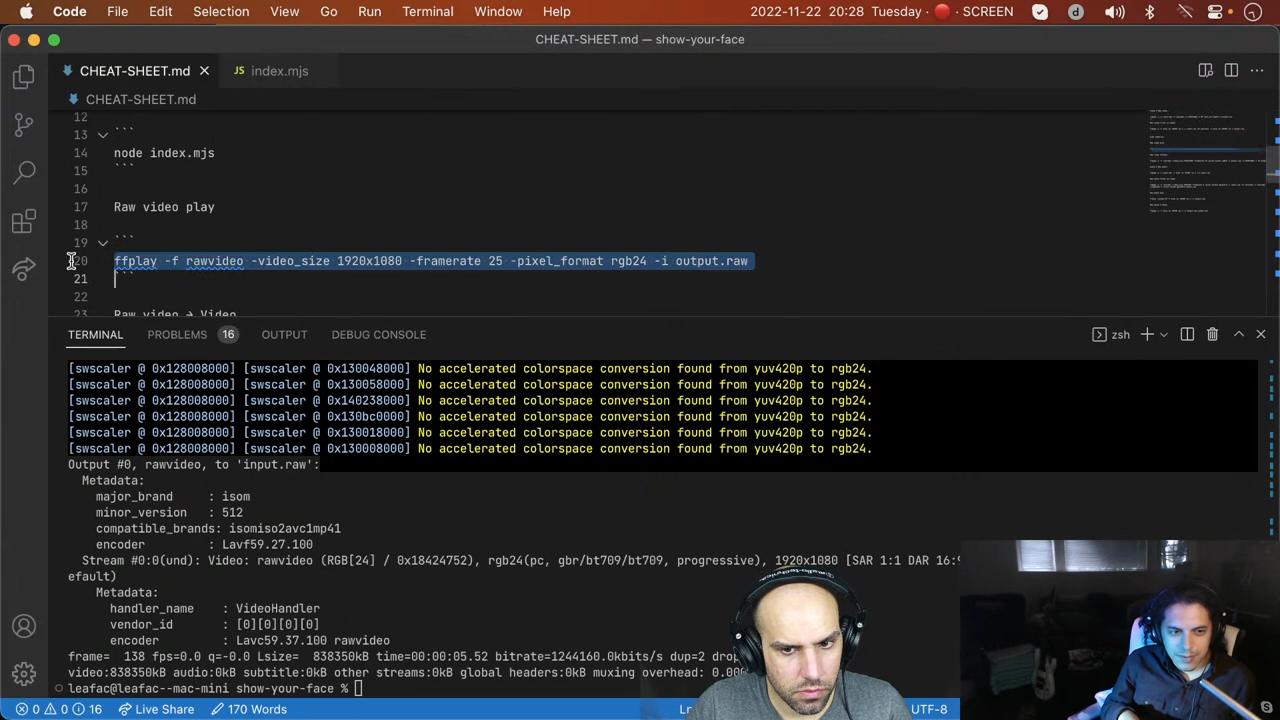 Code File Edit Selection View Go Run Terminal Window Help 2022-11-22 20:28 Tuesday SCREEN
CHEAT-SHEET.md — show-your-face
CHEAT-SHEET.md JS index.mjs
CHEAT-SHEET.md
12
13 ```
14 node index.mjs
15 ```
16
17 Raw video play
18
19 ```
20 ffplay -f rawvideo -video_size 1920x1080 -framerate 25 -pixel_format rgb24 -i output.raw
21 ```
22
23 Raw video → Video
TERMINAL PROBLEMS 16 OUTPUT DEBUG CONSOLE zsh
[swscaler @ 0x128008000] [swscaler @ 0x130048000] No accelerated colorspace conversion found from yuv420p to rgb24.
[swscaler @ 0x128008000] [swscaler @ 0x130058000] No accelerated colorspace conversion found from yuv420p to rgb24.
[swscaler @ 0x128008000] [swscaler @ 0x140238000] No accelerated colorspace conversion found from yuv420p to rgb24.
[swscaler @ 0x128008000] [swscaler @ 0x130bc0000] No accelerated colorspace conversion found from yuv420p to rgb24.
[swscaler @ 0x128008000] [swscaler @ 0x130018000] No accelerated colorspace conversion found from yuv420p to rgb24.
[swscaler @ 0x128008000] [swscaler @ 0x130008000] No accelerated colorspace conversion found from yuv420p to rgb24.
Output #0, rawvideo, to 'input.raw':
Metadata:
major_brand : isom
minor_version : 512
compatible_brands: isomiso2avc1mp41
encoder : Lavf59.27.100
Stream #0:0(und): Video: rawvideo (RGB[24] / 0x18424752), rgb24(pc, gbr/bt709/bt709, progressive), 1920x1080 [SAR 1:1 DAR 16:9
efault)
Metadata:
handler_name : VideoHandler
vendor_id : [0][0][0][0]
encoder : Lavc59.37.100 rawvideo
frame= 138 fps=0.0 q=-0.0 Lsize= 838350kB time=00:00:05.52 bitrate=1244160.0kbits/s dup=2 drop
video:838350kB audio:0kB subtitle:0kB other streams:0kB global headers:0kB muxing overhead: 0.000
leafac@leafac--mac-mini show-your-face %
0 0 16 Live Share 170 Words Ln UTF-8